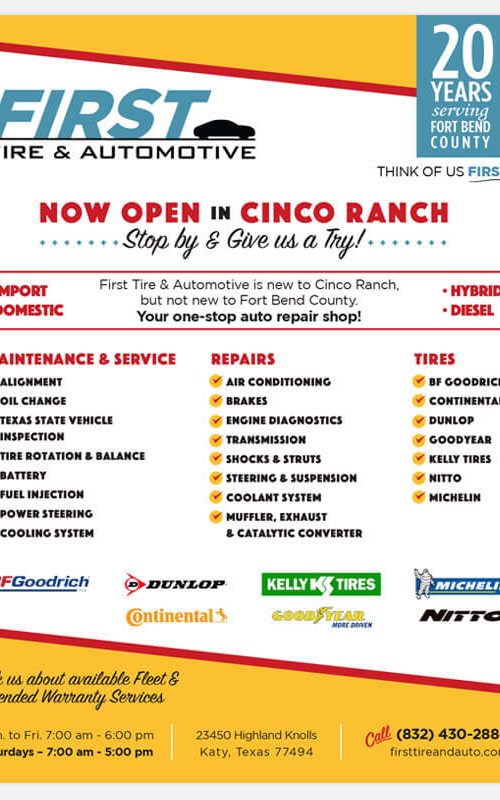 20
YEARS
serving
FORT BEND
COUNTY
FIRST
TIRE & AUTOMOTIVE
THINK OF US FIRS
NOW OPEN IN CINCO RANCH
Stop by & Give us a Try!
MPORT
DOMESTIC
First Tire & Automotive is new to Cinco Ranch,
but not new to Fort Bend County.
Your one-stop auto repair shop!
• HYBRID
• DIESEL
AINTENANCE & SERVICE
ALIGNMENT
OIL CHANGE
TEXAS STATE VEHICLE
INSPECTION
TIRE ROTATION & BALANCE
BATTERY
FUEL INJECTION
POWER STEERING
COOLING SYSTEM
REPAIRS
AIR CONDITIONING
BRAKES
ENGINE DIAGNOSTICS
TRANSMISSION
SHOCKS & STRUTS
STEERING & SUSPENSION
COOLANT SYSTEM
MUFFLER, EXHAUST
& CATALYTIC CONVERTER
TIRES
BF GOODRIC
CONTINENTA
DUNLOP
GOODYEAR
KELLY TIRES
NITTO
MICHELIN
BFGoodrich
DUNLOP
KELLY TIRES
MICHELI
Continental
GOODYEAR
MORE DRIVEN
NITTO
k us about available Fleet &
ended Warranty Services
n. to Fri. 7:00 am - 6:00 pm
urdays – 7:00 am - 5:00 pm
23450 Highland Knolls
Katy, Texas 77494
Call (832) 430-288
firsttireandauto.co